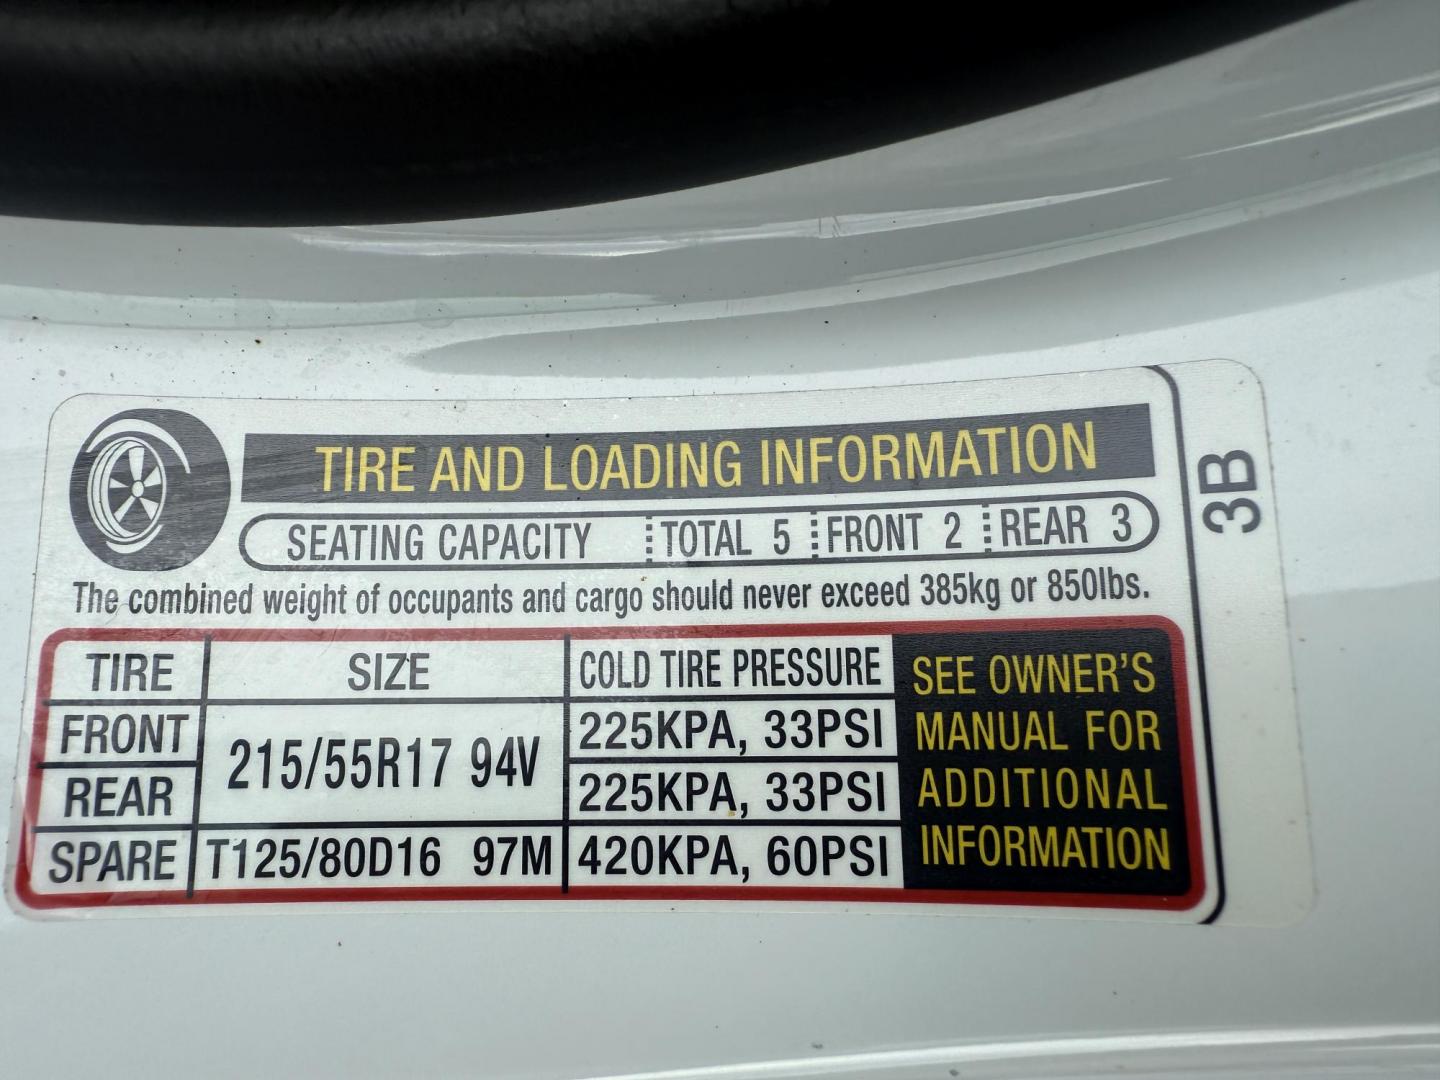 TIRE AND LOADING INFORMATION
SEATING CAPACITY TOTAL 5 FRONT 2 REAR 3
The combined weight of occupants and cargo should never exceed 385kg or 850lbs.
TIRE SIZE COLD TIRE PRESSURE
FRONT 215/55R17 94V 225KPA, 33PSI
REAR 225KPA, 33PSI
SPARE T125/80D16 97M 420KPA, 60PSI
SEE OWNER'S
MANUAL FOR
ADDITIONAL
INFORMATION
3B